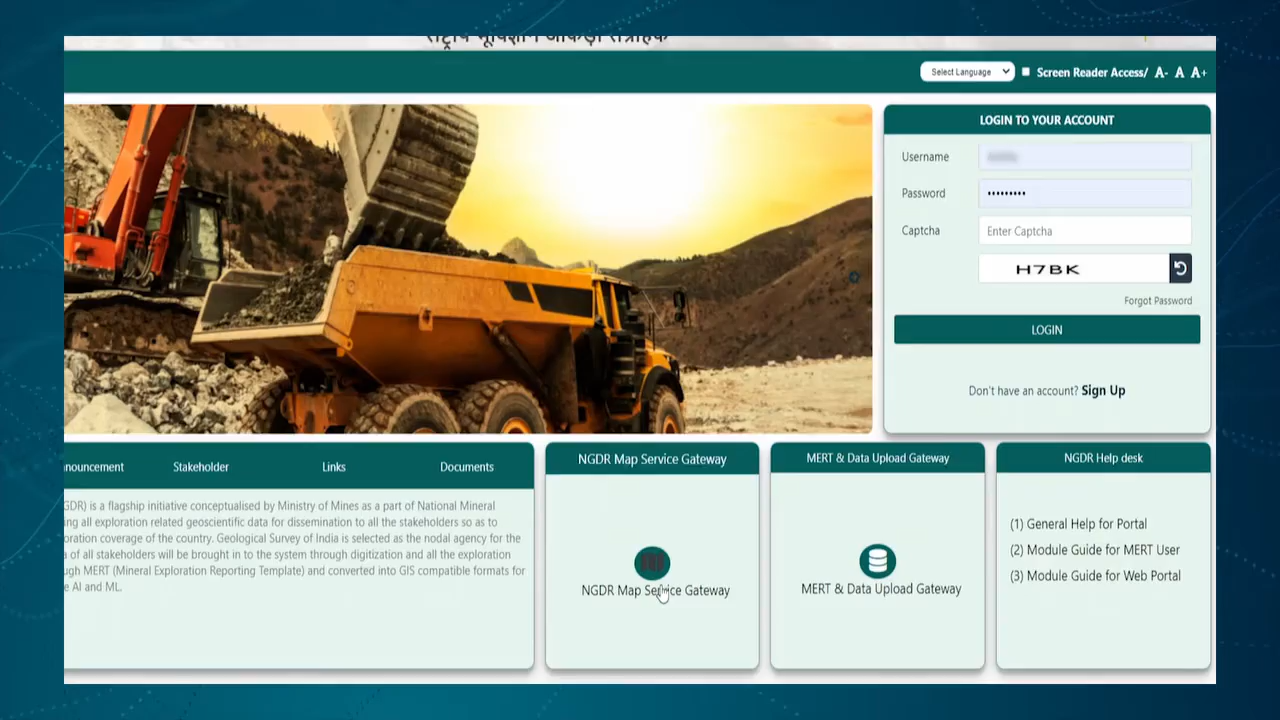 राष्ट्रीय भूविज्ञान आंकड़ा संग्राहक
Select Language
Screen Reader Access/ A- A A+
LOGIN TO YOUR ACCOUNT
Username
Password •••••••••
Captcha Enter Captcha
H7BK
Forgot Password
LOGIN
Don't have an account? Sign Up
nnouncement Stakeholder Links Documents
GDR) is a flagship initiative conceptualised by Ministry of Mines as a part of National Mineral
ing all exploration related geoscientific data for dissemination to all the stakeholders so as to
oration coverage of the country. Geological Survey of India is selected as the nodal agency for the
a of all stakeholders will be brought in to the system through digitization and all the exploration
ugh MERT (Mineral Exploration Reporting Template) and converted into GIS compatible formats for
e AI and ML.
NGDR Map Service Gateway
NGDR Map Service Gateway
MERT & Data Upload Gateway
MERT & Data Upload Gateway
NGDR Help desk
(1) General Help for Portal
(2) Module Guide for MERT User
(3) Module Guide for Web Portal